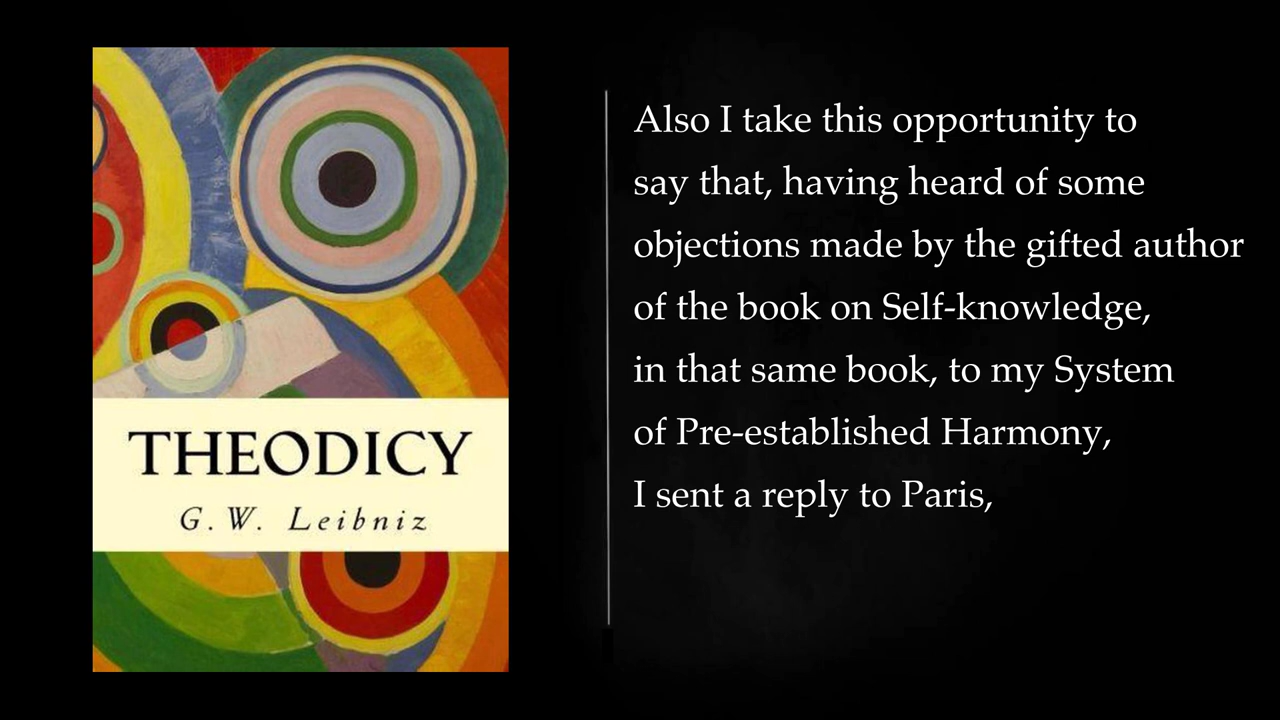 THEODICY
G. W. Leibniz
Also I take this opportunity to
say that, having heard of some
objections made by the gifted author
of the book on Self-knowledge,
in that same book, to my System
of Pre-established Harmony,
I sent a reply to Paris,